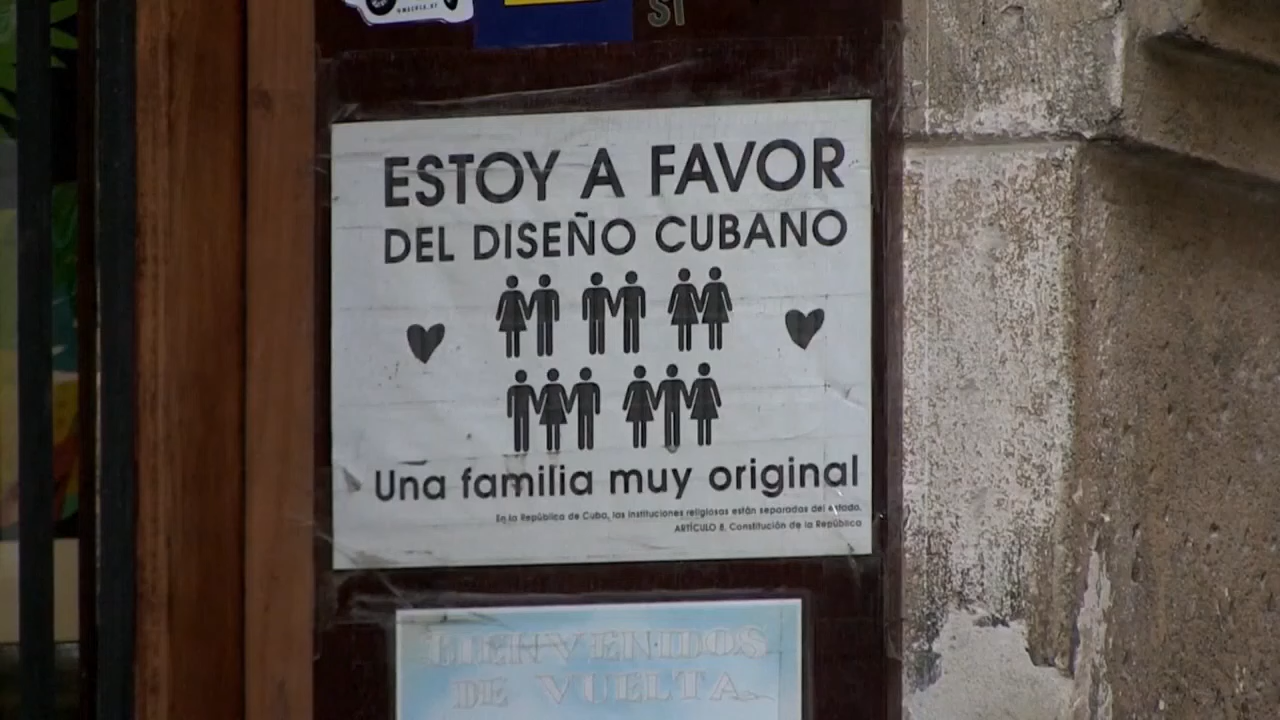 SI
ESTOY A FAVOR
DEL DISEÑO CUBANO
Una familia muy original
En la República de Cuba, las instituciones religiosas están separadas del estado.
ARTÍCULO 8, Constitución de la República
BIENVENIDOS
DE VUELTA